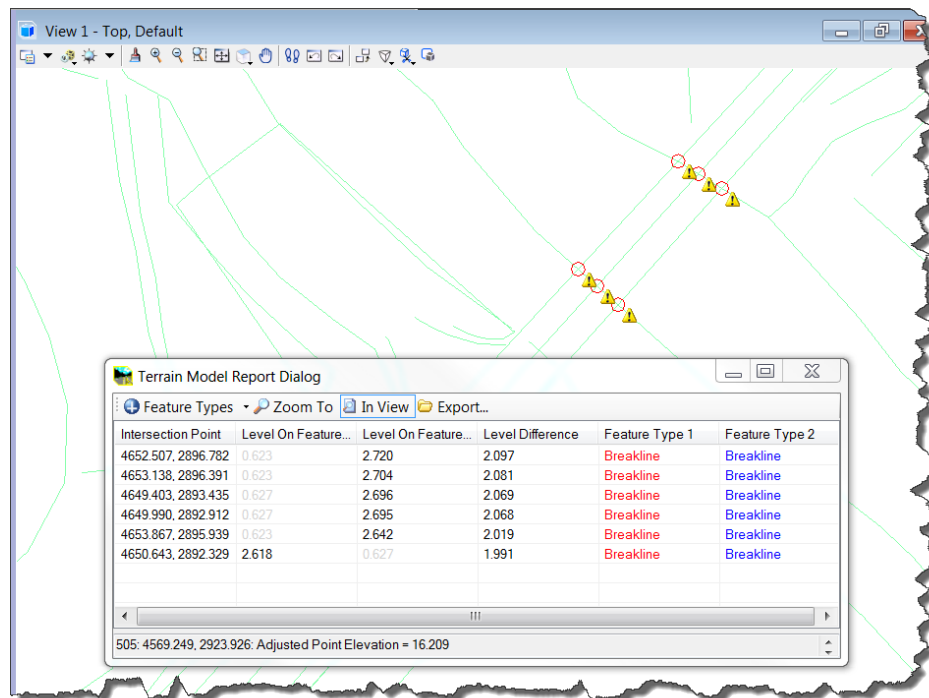 View 1 - Top, Default
Terrain Model Report Dialog
Feature Types Zoom To In View Export...
Intersection Point Level On Feature... Level On Feature... Level Difference Feature Type 1 Feature Type 2
4652.507, 2896.782 0.623 2.720 2.097 Breakline Breakline
4653.138, 2896.391 0.623 2.704 2.081 Breakline Breakline
4649.403, 2893.435 0.627 2.696 2.069 Breakline Breakline
4649.990, 2892.912 0.627 2.695 2.068 Breakline Breakline
4653.867, 2895.939 0.623 2.642 2.019 Breakline Breakline
4650.643, 2892.329 2.618 0.627 1.991 Breakline Breakline
505: 4569.249, 2923.926: Adjusted Point Elevation = 16.209